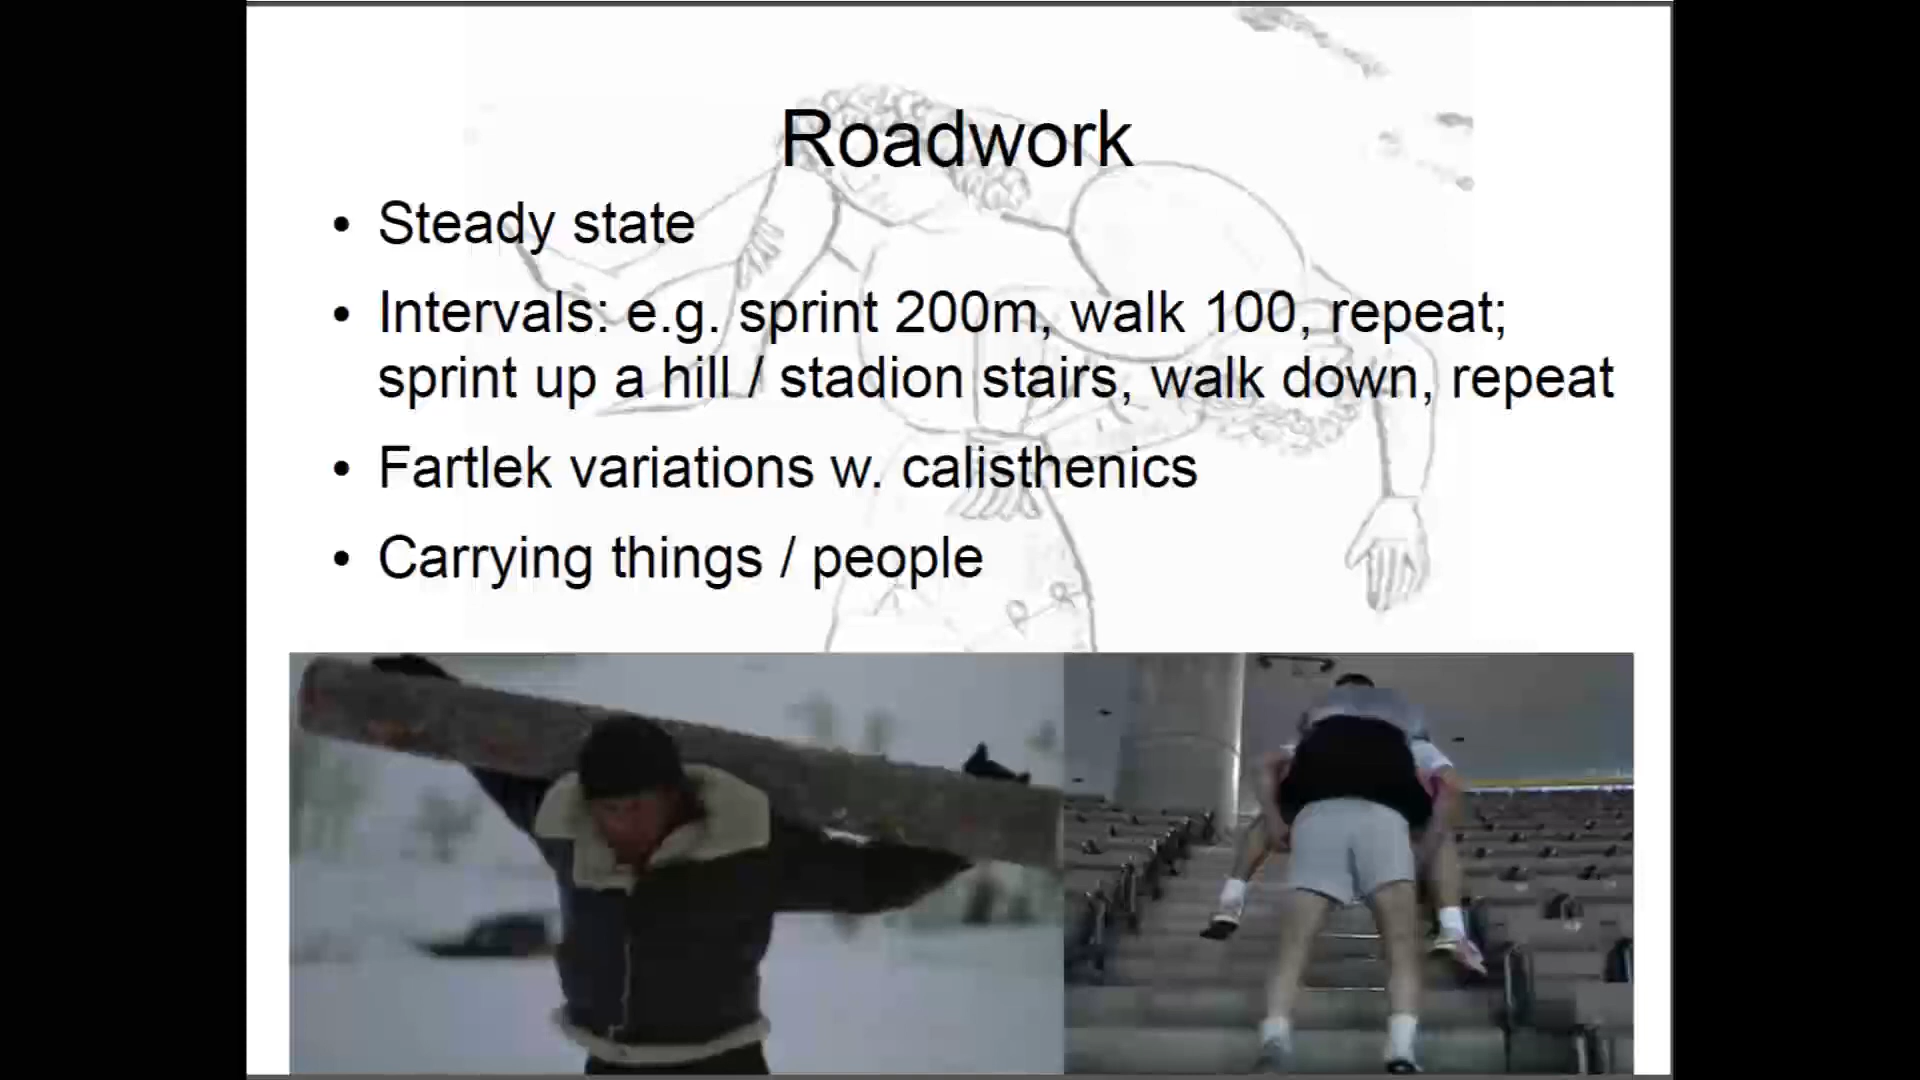 Roadwork
• Steady state
• Intervals: e.g. sprint 200m, walk 100, repeat;
sprint up a hill / stadion stairs, walk down, repeat
• Fartlek variations w. calisthenics
• Carrying things / people